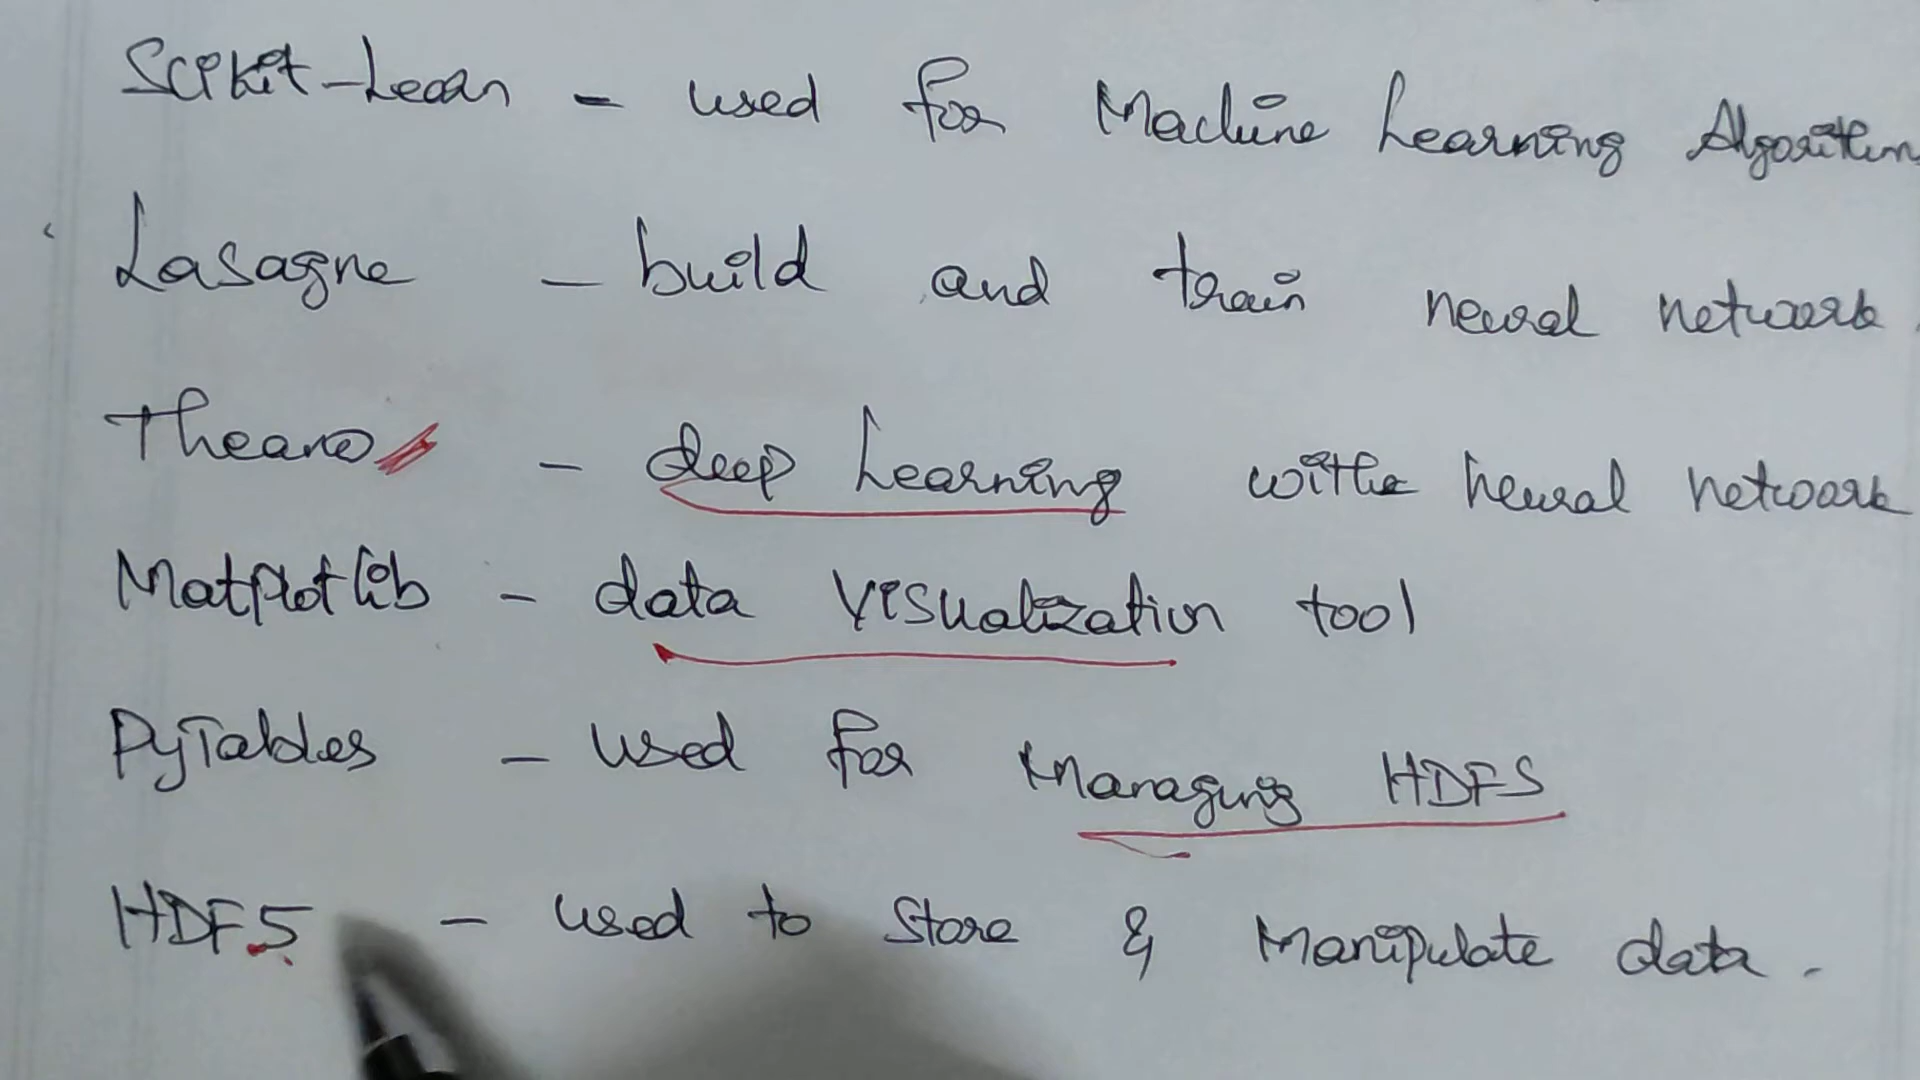 Scikit-Learn - used for Machine Learning Algorithm
Lasagne - build and train neural network.
Theano - deep Learning with neural network
Matplotlib - data Visualization tool
PyTables - used for Managing HDFS
HDF5 - used to Store & Manipulate data.